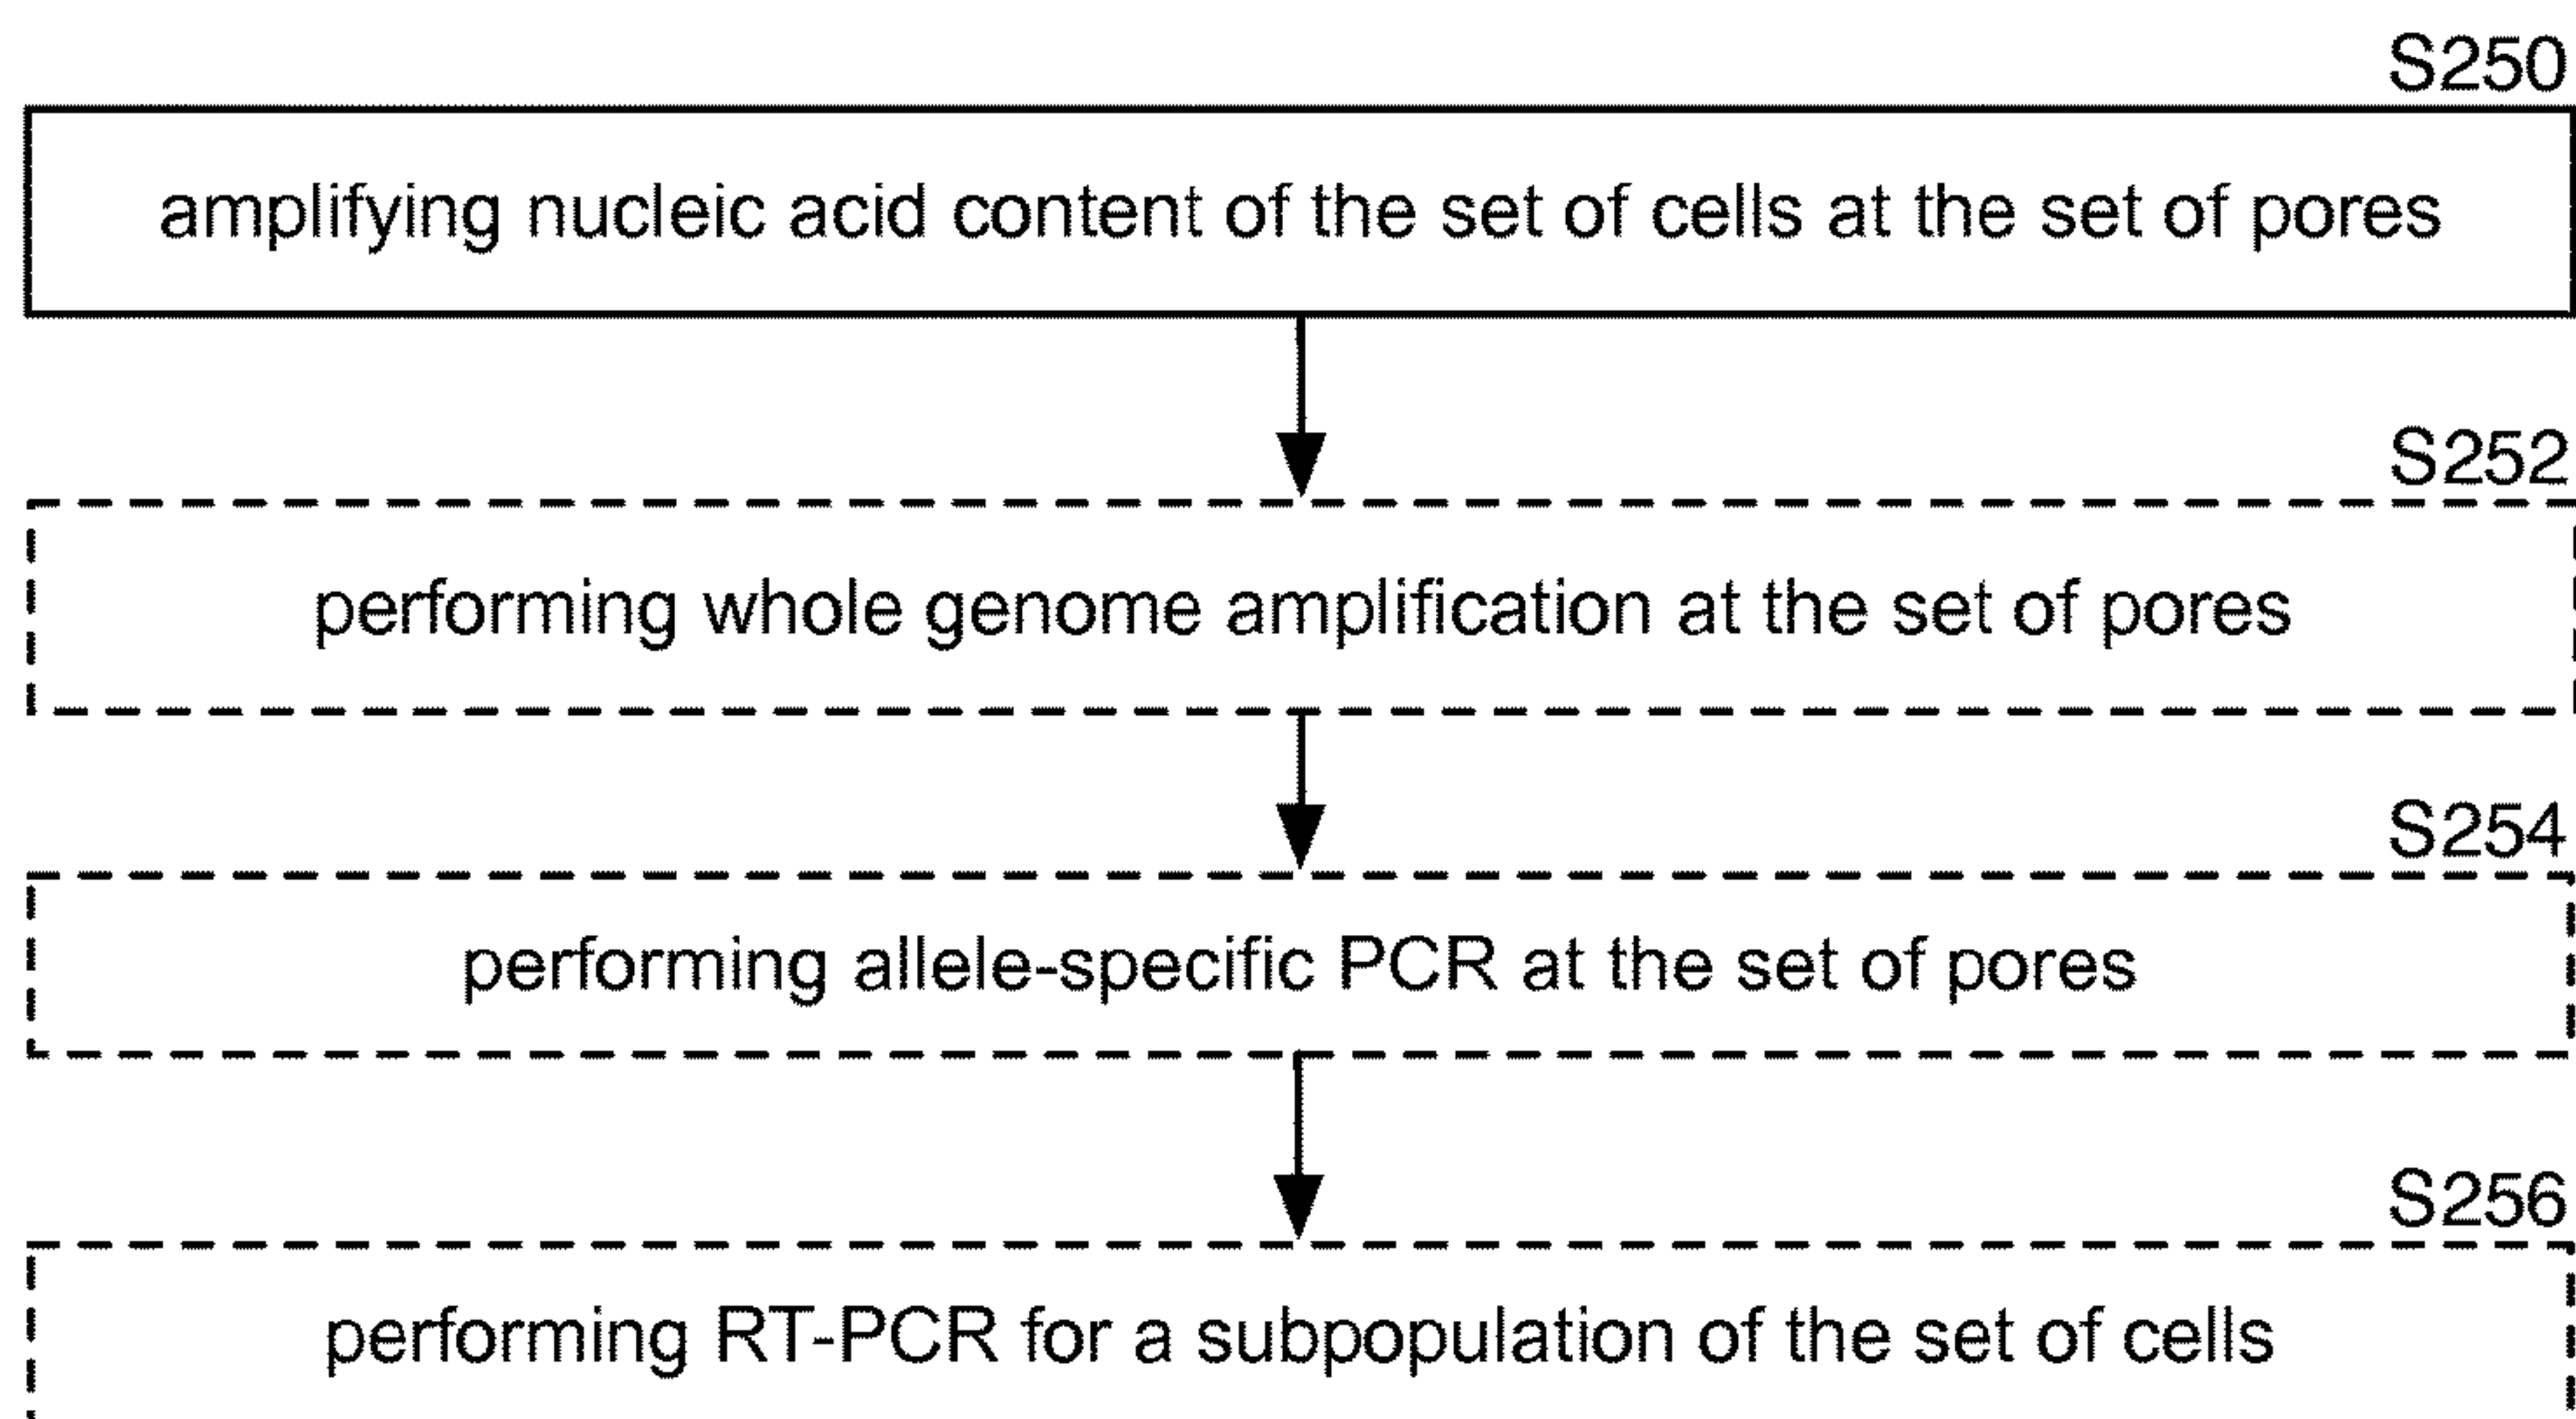 S250
amplifying nucleic acid content of the set of cells at the set of pores
S252
performing whole genome amplification at the set of pores
S254
performing allele-specific PCR at the set of pores
S256
performing RT-PCR for a subpopulation of the set of cells